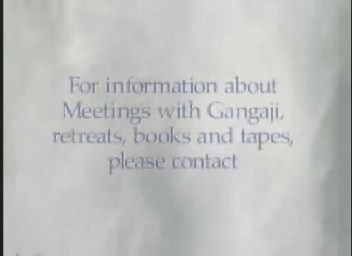 For information about
Meetings with Gangaji,
retreats, books and tapes,
please contact